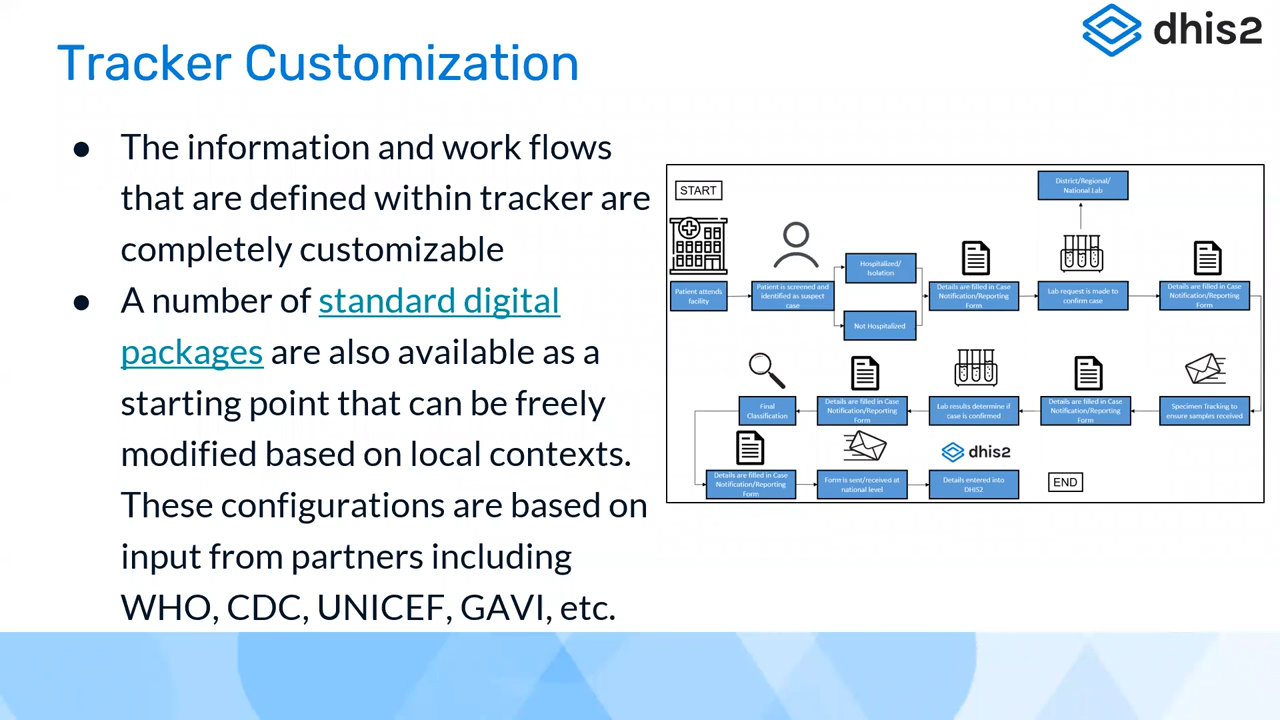 dhis2
Tracker Customization
● The information and work flows
that are defined within tracker are
completely customizable
● A number of standard digital
packages are also available as a
starting point that can be freely
modified based on local contexts.
These configurations are based on
input from partners including
WHO, CDC, UNICEF, GAVI, etc.
START
District/Regional/
National Lab
Hospitalized/
Isolation
Patient attends
facility
Patient is screened and
identified as suspect
case
Details are filled in Case
Notification/Reporting
Form
Lab request is made to
confirm case
Details are filled in Case
Notification/Reporting
Form
Not Hospitalized
Final
Classification
Details are filled in Case
Notification/Reporting
Form
Lab results determine if
case is confirmed
Details are filled in Case
Notification/Reporting
Form
Specimen Tracking to
ensure samples received
dhis2
Details are filled in Case
Notification/Reporting
Form
Form is sent/received at
national level
Details entered into
DHIS2
END